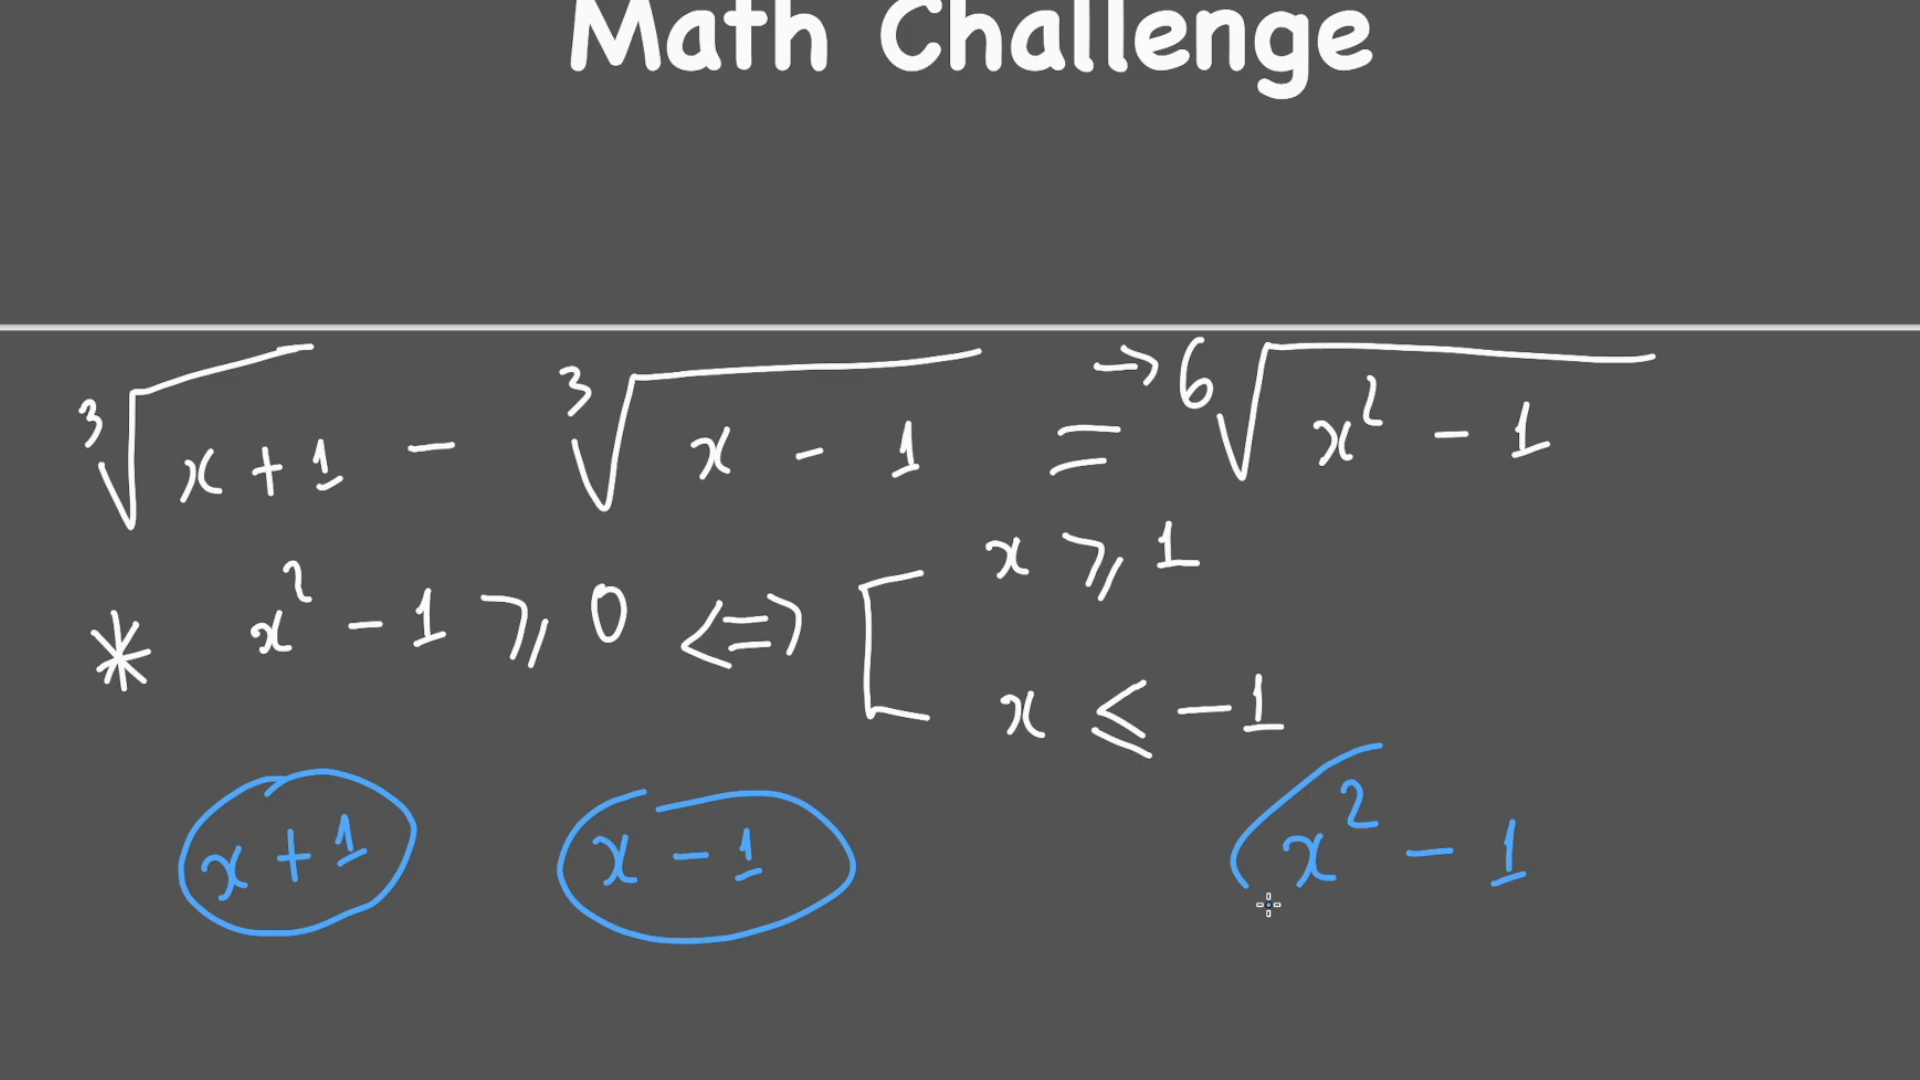 Math Challenge
∛(x+1) - ∛(x - 1) = → ⁶√(x² - 1)
* x² - 1 ⩾ 0 <=> [ x ⩾ 1
x ⩽ -1
x + 1 x - 1 x² - 1